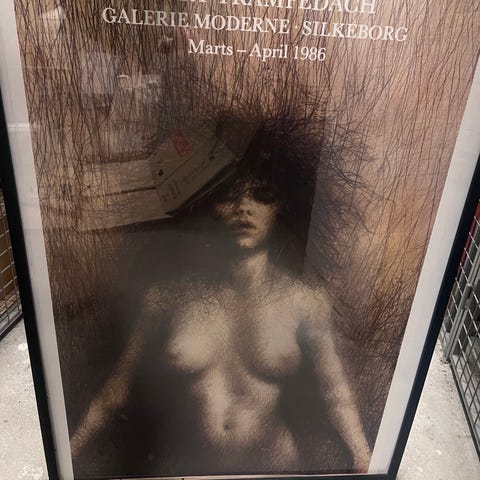 TRAMPEDACH
GALERIE MODERNE · SILKEBORG
Marts – April 1986